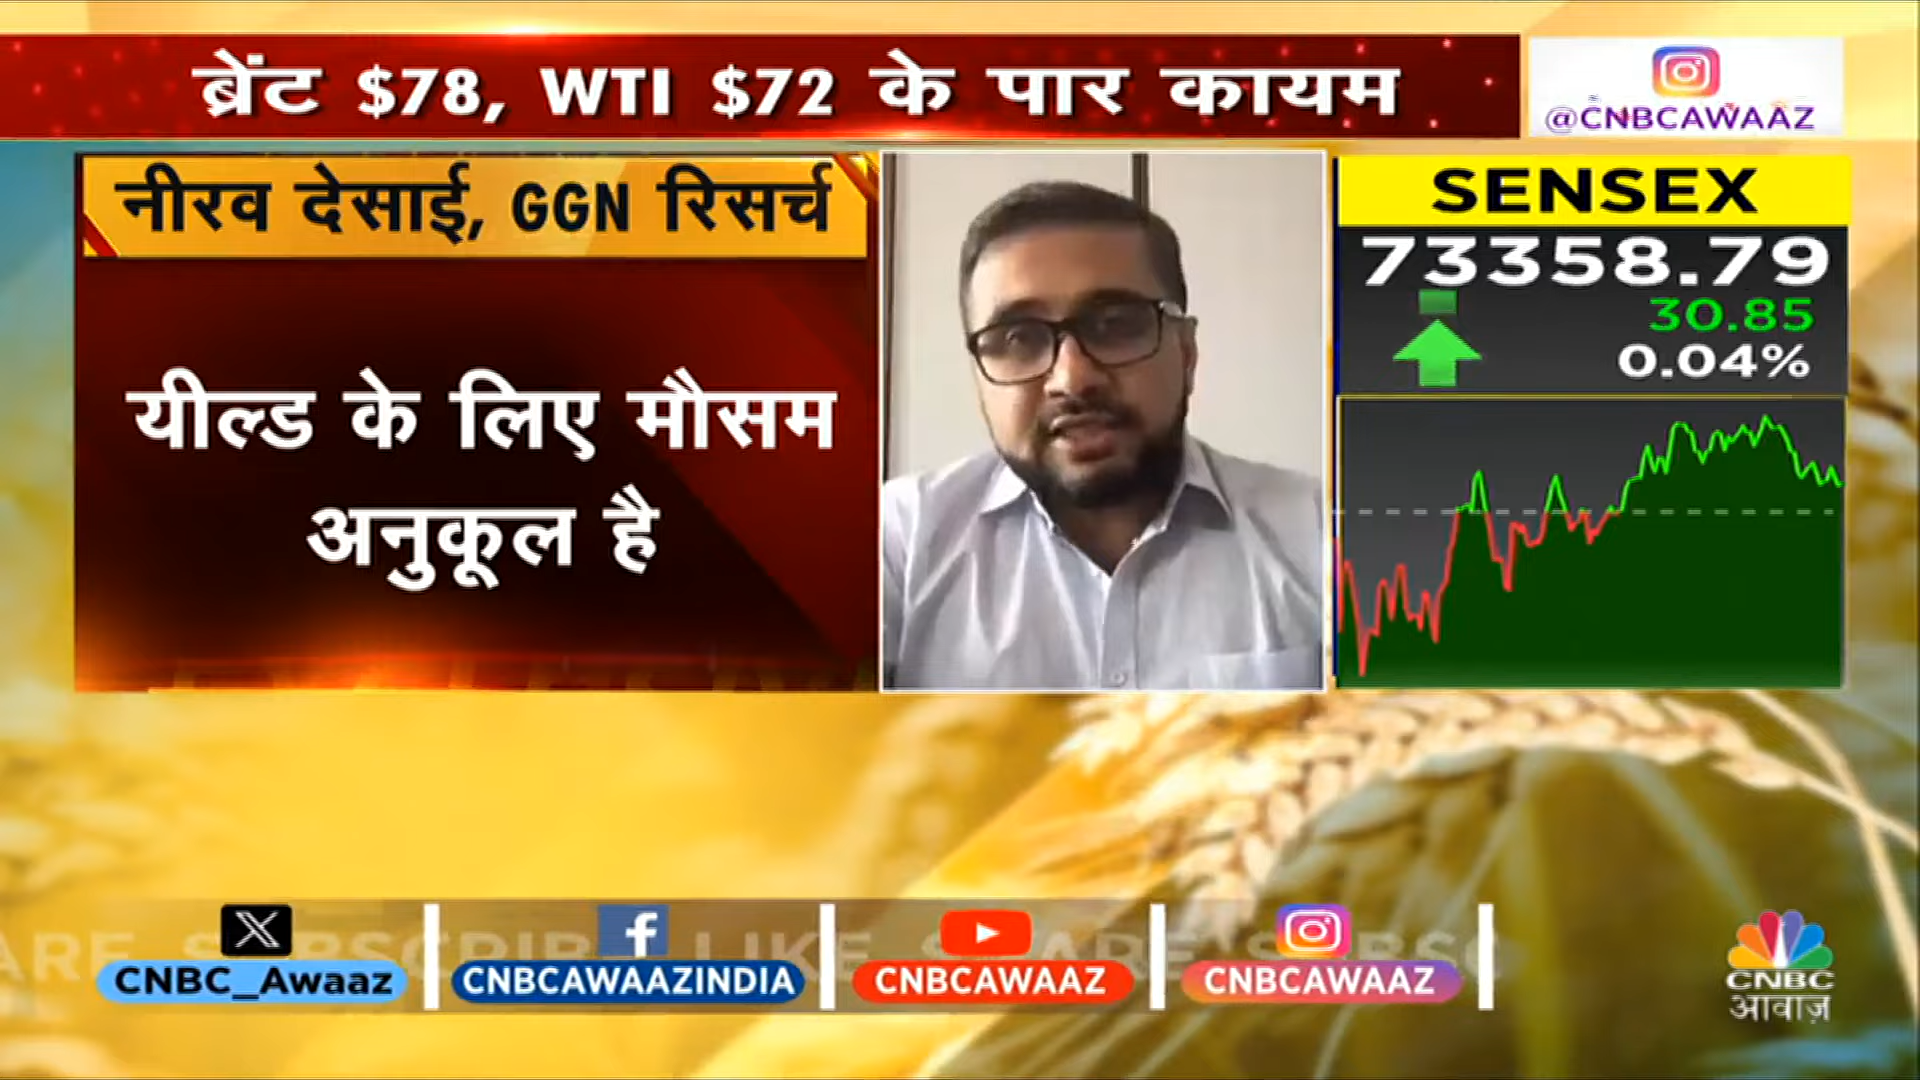 ब्रेंट $78, WTI $72 के पार कायम
@CNBCAWAAZ
नीरव देसाई, GGN रिसर्च
यील्ड के लिए मौसम
अनुकूल है
SENSEX
73358.79
30.85
0.04%
CNBC_Awaaz
CNBCAWAAZINDIA
CNBCAWAAZ
CNBCAWAAZ
CNBC
आवाज़